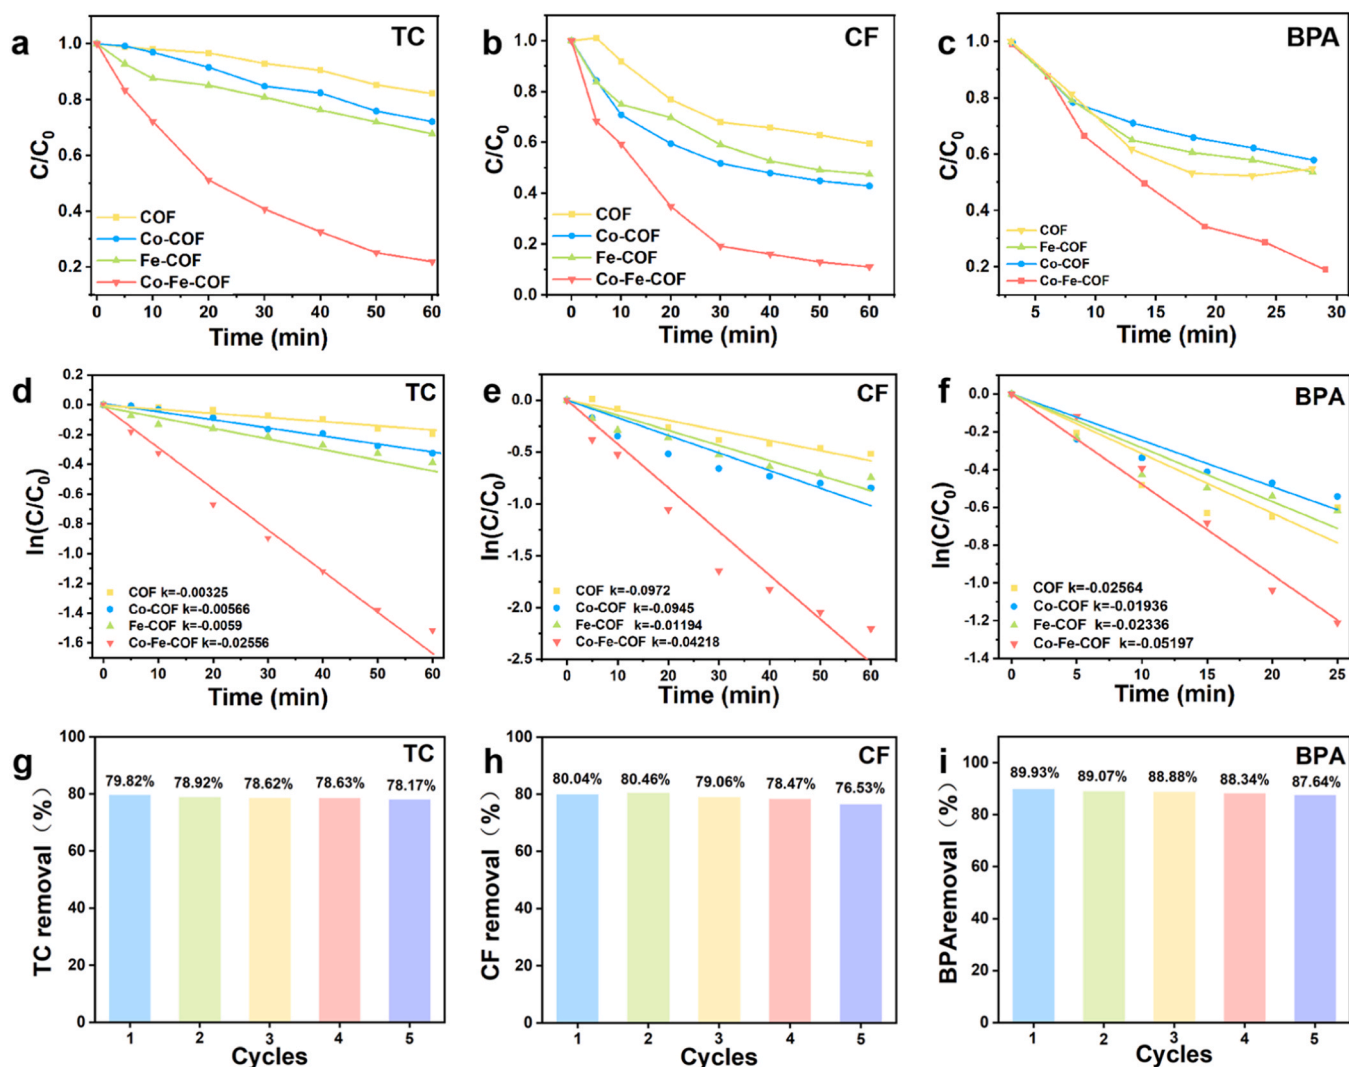 a
TC
1.0
0.8
0.6
0.4
0.2
C/C0
COF
Co-COF
Fe-COF
Co-Fe-COF
0 10 20 30 40 50 60
Time (min)
b
CF
1.0
0.8
0.6
0.4
0.2
0.0
C/C0
COF
Co-COF
Fe-COF
Co-Fe-COF
0 10 20 30 40 50 60
Time (min)
c
BPA
1.0
0.8
0.6
0.4
0.2
C/C0
COF
Fe-COF
Co-COF
Co-Fe-COF
5 10 15 20 25 30
Time (min)
d
TC
0.2
0.0
-0.2
-0.4
-0.6
-0.8
-1.0
-1.2
-1.4
-1.6
ln(C/C0)
COF k=-0.00325
Co-COF k=-0.00566
Fe-COF k=-0.0059
Co-Fe-COF k=-0.02556
0 10 20 30 40 50 60
Time (min)
e
CF
0.0
-0.5
-1.0
-1.5
-2.0
-2.5
ln(C/C0)
COF k=-0.0972
Co-COF k=-0.0945
Fe-COF k=-0.01194
Co-Fe-COF k=-0.04218
0 10 20 30 40 50 60
Time (min)
f
BPA
0.0
-0.2
-0.4
-0.6
-0.8
-1.0
-1.2
-1.4
ln(C/C0)
COF k=-0.02564
Co-COF k=-0.01936
Fe-COF k=-0.02336
Co-Fe-COF k=-0.05197
0 5 10 15 20 25
Time (min)
g
TC
100
80
60
40
20
0
TC removal (%)
79.82% 78.92% 78.62% 78.63% 78.17%
1 2 3 4 5
Cycles
h
CF
100
80
60
40
20
0
CF removal (%)
80.04% 80.46% 79.06% 78.47% 76.53%
1 2 3 4 5
Cycles
i
BPA
100
80
60
40
20
0
BPAremoval (%)
89.93% 89.07% 88.88% 88.34% 87.64%
1 2 3 4 5
Cycles